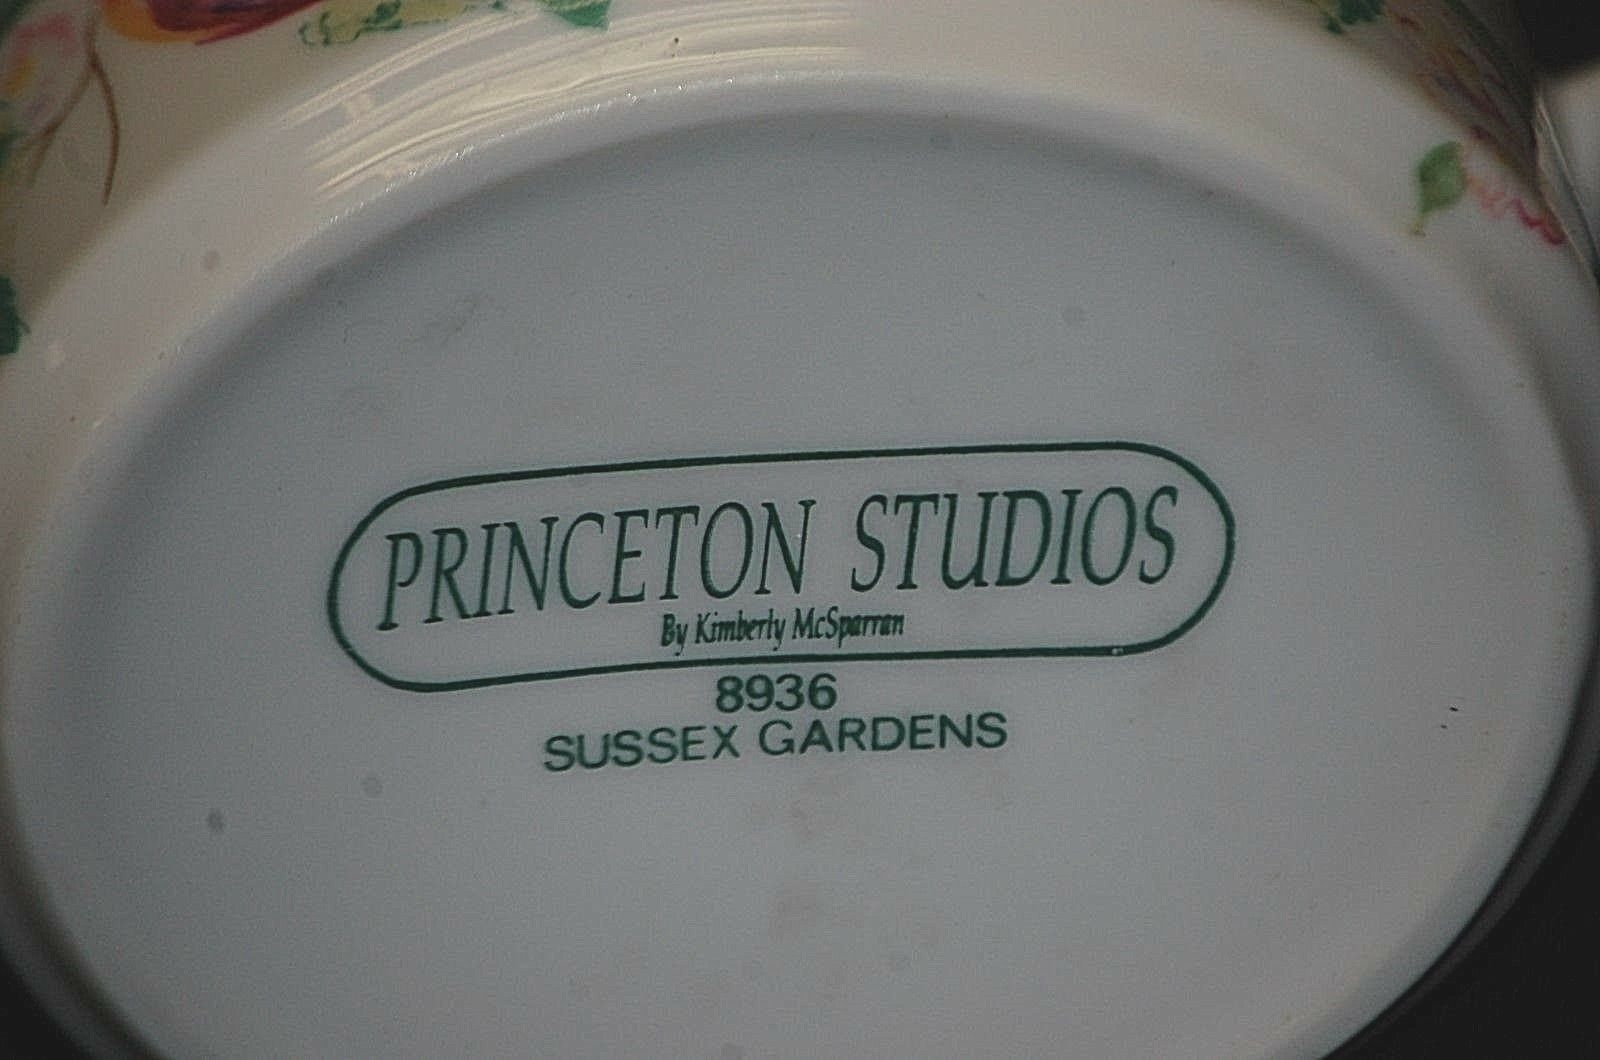 PRINCETON STUDIOS
By Kimberly McSparran
8936
SUSSEX GARDENS